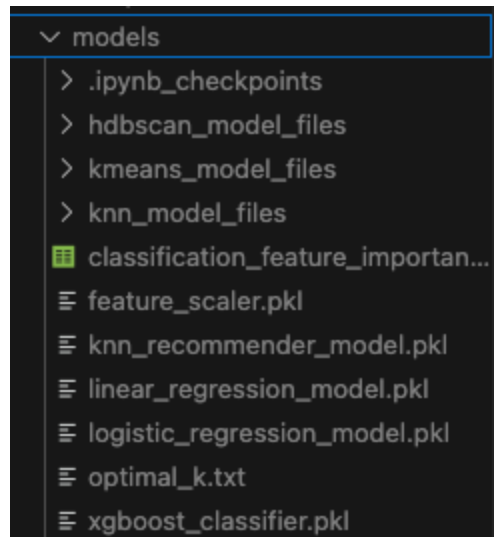 models
.ipynb_checkpoints
hdbscan_model_files
kmeans_model_files
knn_model_files
classification_feature_importan...
feature_scaler.pkl
knn_recommender_model.pkl
linear_regression_model.pkl
logistic_regression_model.pkl
optimal_k.txt
xgboost_classifier.pkl